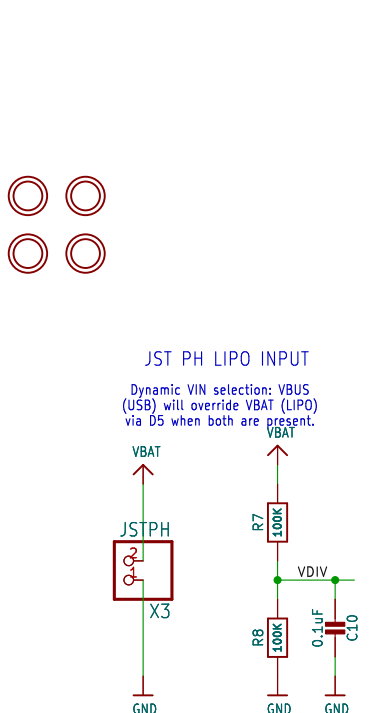 JST PH LIPO INPUT
Dynamic VIN selection: VBUS
(USB) will override VBAT (LIPO)
via D5 when both are present.
VBAT
VBAT
JSTPH
2
1
X3
GND
R7
100K
VDIV
R8
100K
0.1uF
C10
GND
GND